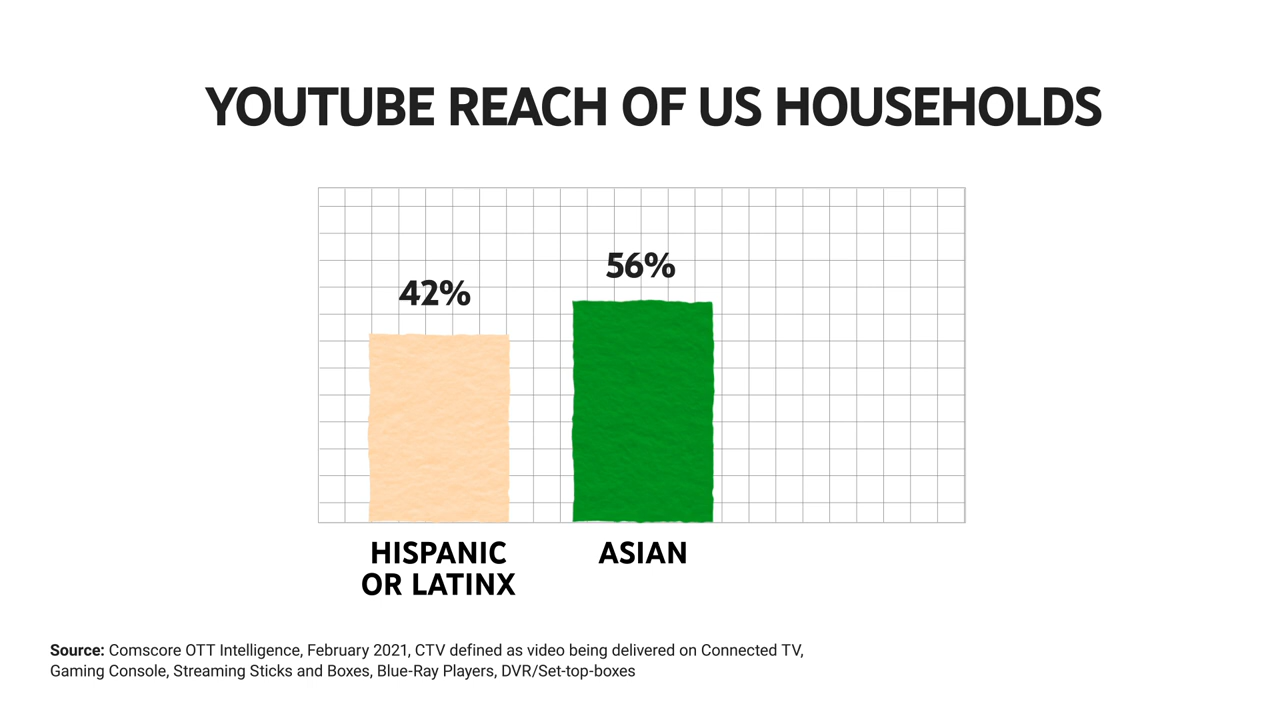 YOUTUBE REACH OF US HOUSEHOLDS
42%
56%
HISPANIC
OR LATINX
ASIAN
Source: Comscore OTT Intelligence, February 2021, CTV defined as video being delivered on Connected TV,
Gaming Console, Streaming Sticks and Boxes, Blue-Ray Players, DVR/Set-top-boxes